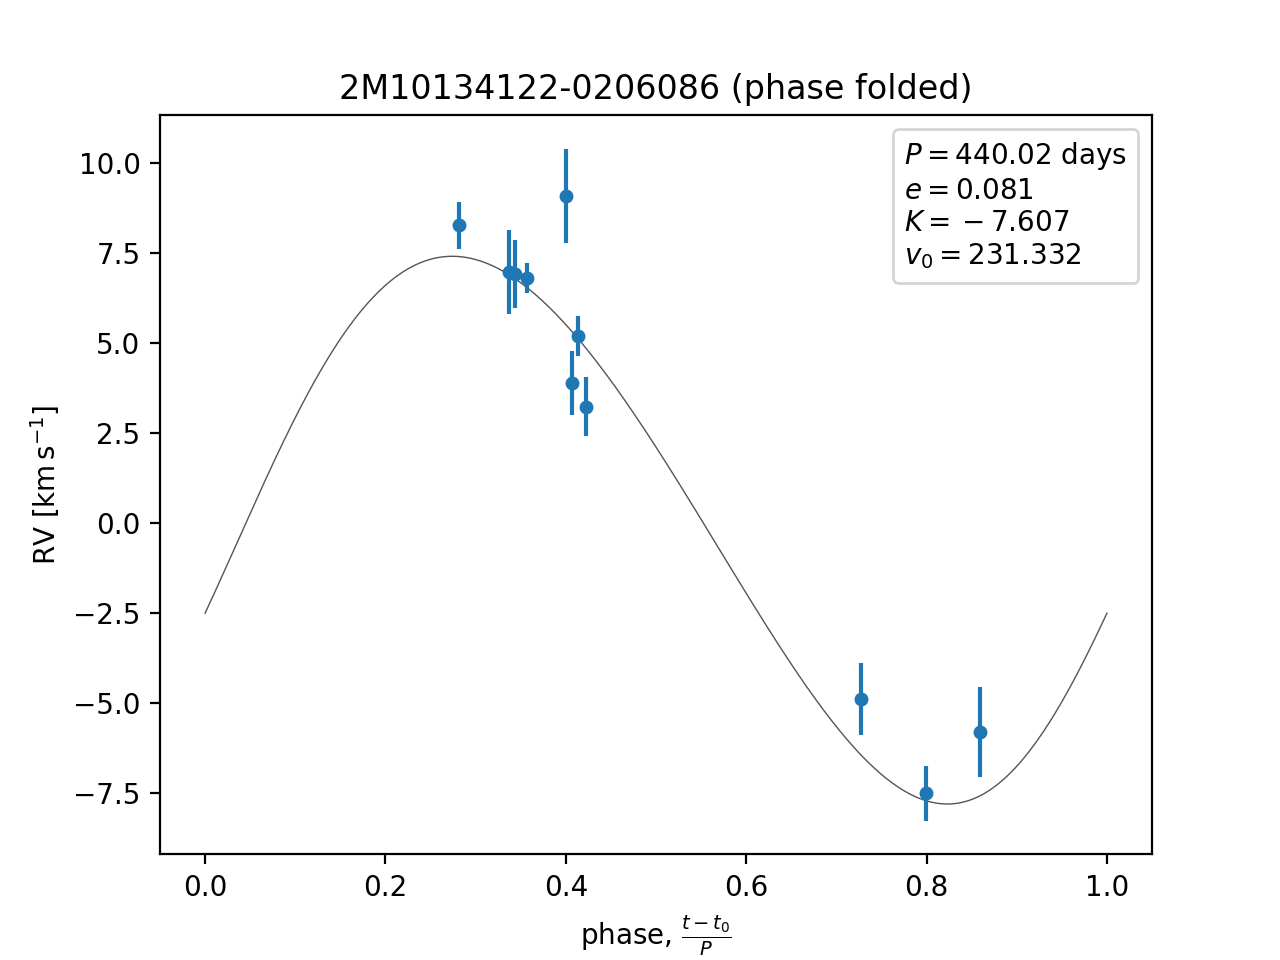 2M10134122-0206086 (phase folded)
P = 440.02 days
e = 0.081
K = −7.607
v₀ = 231.332
RV [km s⁻¹]
10.0
7.5
5.0
2.5
0.0
−2.5
−5.0
−7.5
0.0 0.2 0.4 0.6 0.8 1.0
phase, (t − t₀)/P